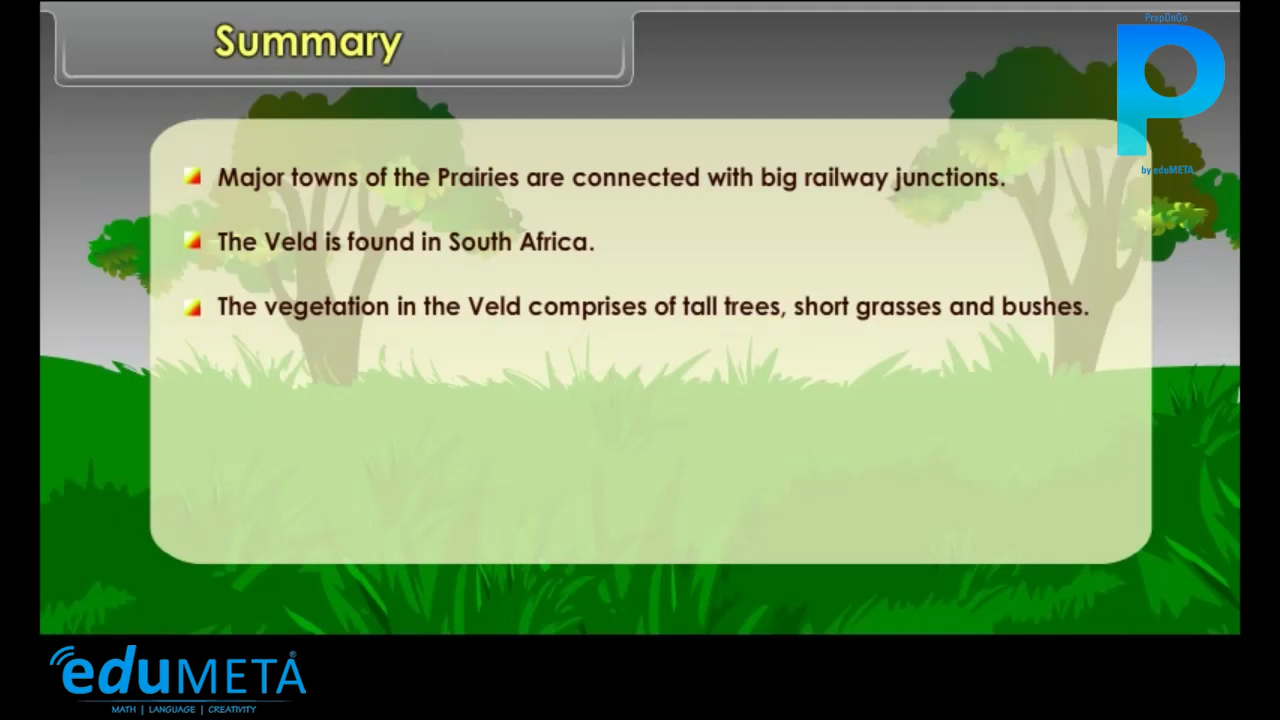 Summary
PropOnGo
P
by eduMETA
Major towns of the Prairies are connected with big railway junctions.
The Veld is found in South Africa.
The vegetation in the Veld comprises of tall trees, short grasses and bushes.
eduMETA®
MATH | LANGUAGE | CREATIVITY